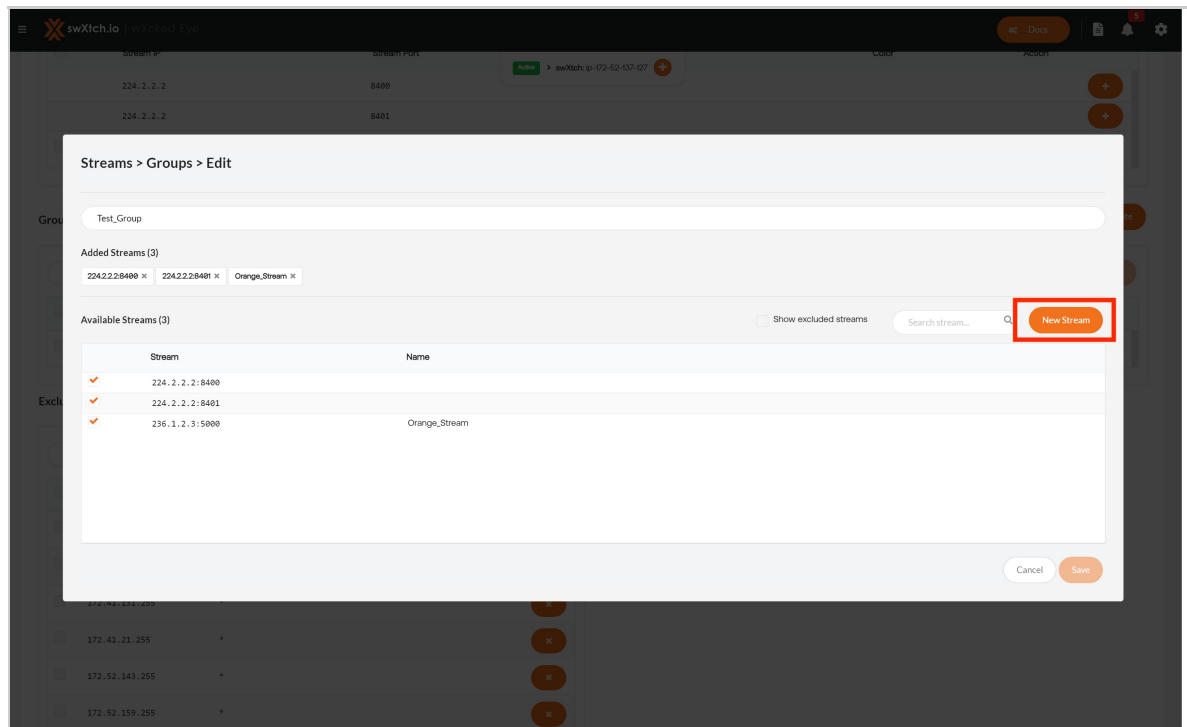 swXtch.io | wXcked Eye
Docs
5
Stream IP Stream Port Color Action
Active > swXtch: ip-172-52-137-127
224.2.2.2 8400
224.2.2.2 8401
Streams > Groups > Edit
Test_Group
Added Streams (3)
224.2.2.2:8400 × 224.2.2.2:8401 × Orange_Stream ×
Available Streams (3) Show excluded streams Search stream... New Stream
Stream Name
224.2.2.2:8400
224.2.2.2:8401
236.1.2.3:5000 Orange_Stream
Cancel Save
172.41.131.255 *
172.41.21.255 *
172.52.143.255 *
172.52.159.255 *